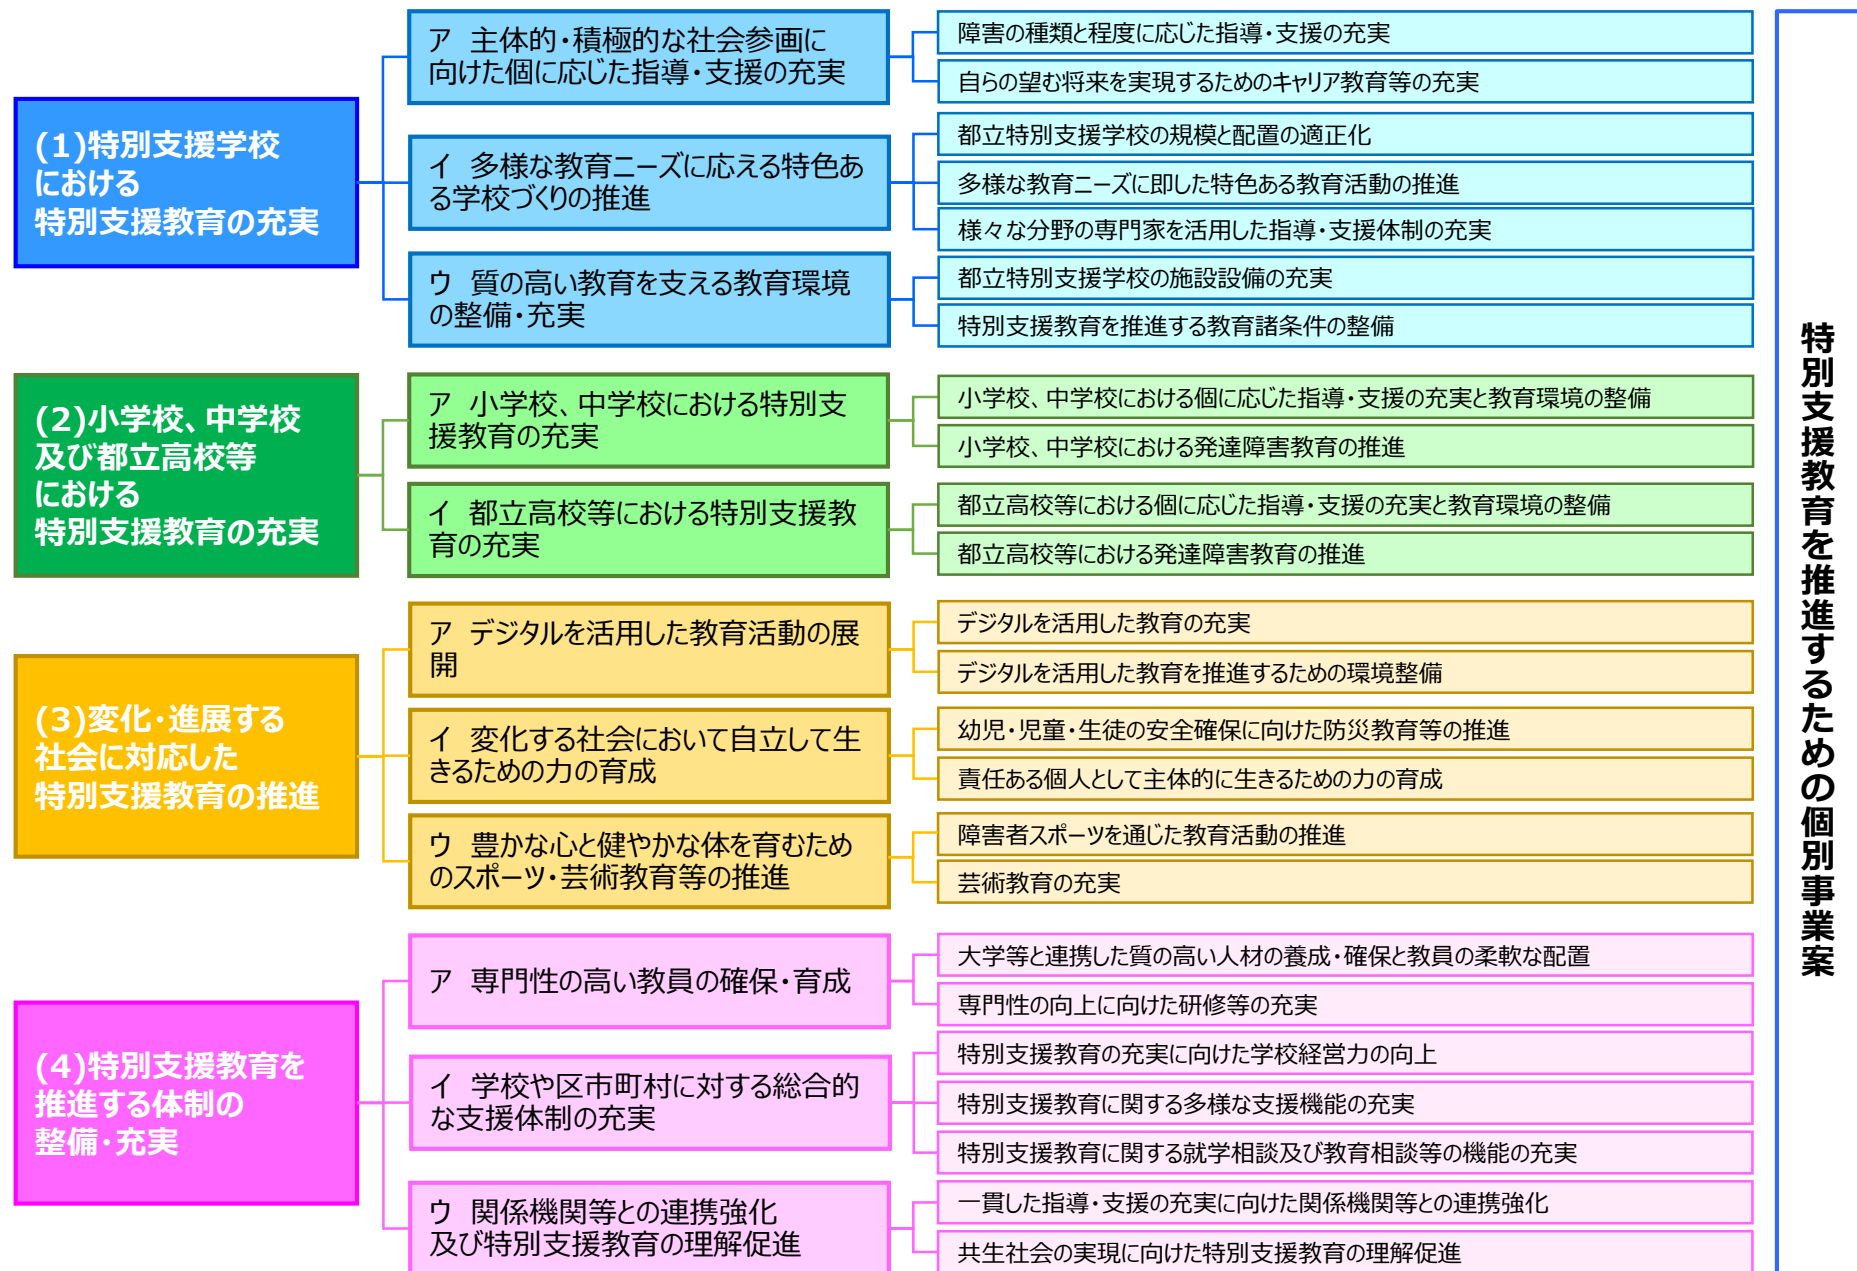 (1)特別支援学校
における
特別支援教育の充実
ア 主体的・積極的な社会参画に
向けた個に応じた指導・支援の充実
障害の種類と程度に応じた指導・支援の充実
自らの望む将来を実現するためのキャリア教育等の充実
イ 多様な教育ニーズに応える特色あ
る学校づくりの推進
都立特別支援学校の規模と配置の適正化
多様な教育ニーズに即した特色ある教育活動の推進
様々な分野の専門家を活用した指導・支援体制の充実
ウ 質の高い教育を支える教育環境
の整備・充実
都立特別支援学校の施設設備の充実
特別支援教育を推進する教育諸条件の整備
(2)小学校、中学校
及び都立高校等
における
特別支援教育の充実
ア 小学校、中学校における特別支
援教育の充実
小学校、中学校における個に応じた指導・支援の充実と教育環境の整備
小学校、中学校における発達障害教育の推進
イ 都立高校等における特別支援教
育の充実
都立高校等における個に応じた指導・支援の充実と教育環境の整備
都立高校等における発達障害教育の推進
(3)変化・進展する
社会に対応した
特別支援教育の推進
ア デジタルを活用した教育活動の展
開
デジタルを活用した教育の充実
デジタルを活用した教育を推進するための環境整備
イ 変化する社会において自立して生
きるための力の育成
幼児・児童・生徒の安全確保に向けた防災教育等の推進
責任ある個人として主体的に生きるための力の育成
ウ 豊かな心と健やかな体を育むため
のスポーツ・芸術教育等の推進
障害者スポーツを通じた教育活動の推進
芸術教育の充実
(4)特別支援教育を
推進する体制の
整備・充実
ア 専門性の高い教員の確保・育成
大学等と連携した質の高い人材の養成・確保と教員の柔軟な配置
専門性の向上に向けた研修等の充実
イ 学校や区市町村に対する総合的
な支援体制の充実
特別支援教育の充実に向けた学校経営力の向上
特別支援教育に関する多様な支援機能の充実
特別支援教育に関する就学相談及び教育相談等の機能の充実
ウ 関係機関等との連携強化
及び特別支援教育の理解促進
一貫した指導・支援の充実に向けた関係機関等との連携強化
共生社会の実現に向けた特別支援教育の理解促進
特別支援教育を推進するための個別事業案